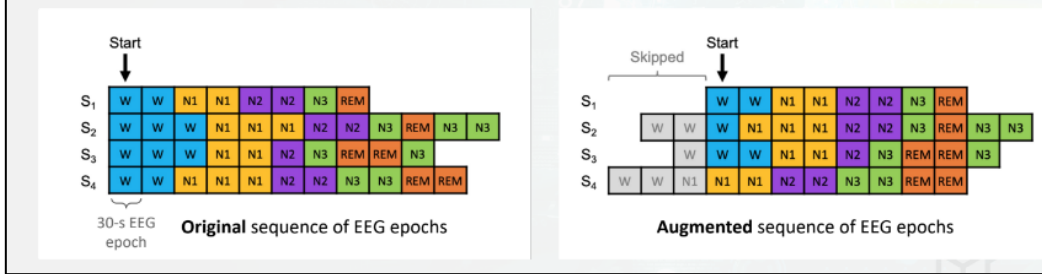 Start
S1 W W N1 N1 N2 N2 N3 REM
S2 W W W N1 N1 N1 N2 N2 N3 REM N3 N3
S3 W W W N1 N1 N2 N3 REM REM N3
S4 W W N1 N1 N1 N2 N2 N3 N3 REM REM
30-s EEG
epoch
Original sequence of EEG epochs
Skipped
Start
S1 W W N1 N1 N2 N2 N3 REM
S2 W W W N1 N1 N1 N2 N2 N3 REM N3 N3
S3 W W W N1 N1 N2 N3 REM REM N3
S4 W W N1 N1 N1 N2 N2 N3 N3 REM REM
Augmented sequence of EEG epochs